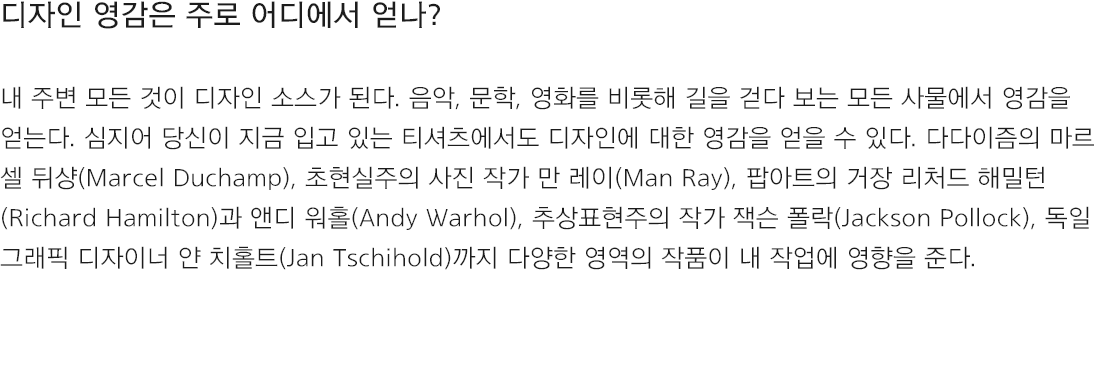 디자인 영감은 주로 어디에서 얻나?
내 주변 모든 것이 디자인 소스가 된다. 음악, 문학, 영화를 비롯해 길을 걷다 보는 모든 사물에서 영감을
얻는다. 심지어 당신이 지금 입고 있는 티셔츠에서도 디자인에 대한 영감을 얻을 수 있다. 다다이즘의 마르
셀 뒤샹(Marcel Duchamp), 초현실주의 사진 작가 만 레이(Man Ray), 팝아트의 거장 리처드 해밀턴
(Richard Hamilton)과 앤디 워홀(Andy Warhol), 추상표현주의 작가 잭슨 폴락(Jackson Pollock), 독일
그래픽 디자이너 얀 치홀트(Jan Tschihold)까지 다양한 영역의 작품이 내 작업에 영향을 준다.